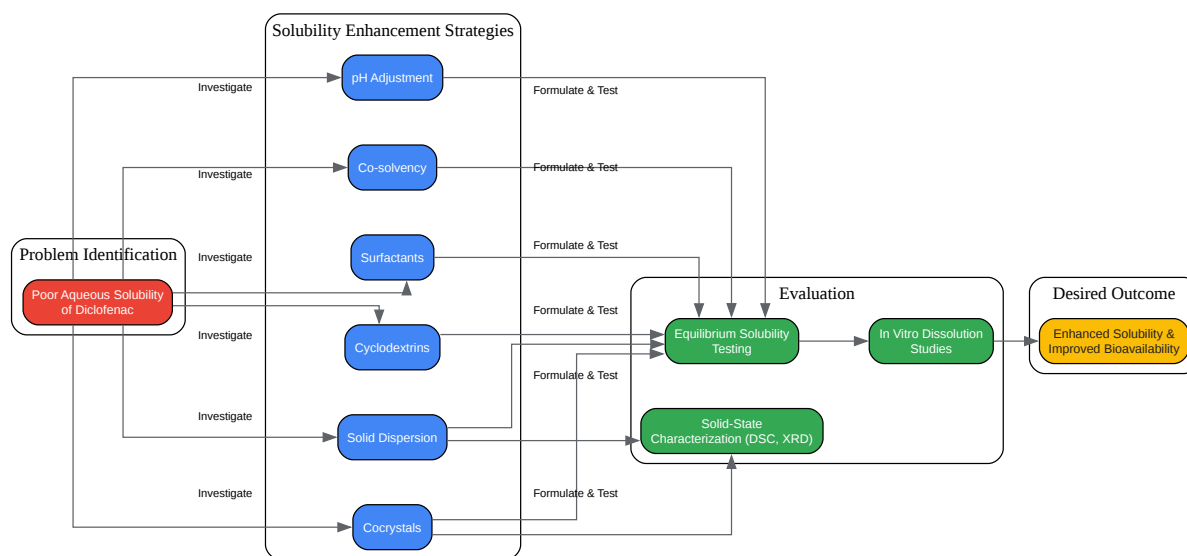 Solubility Enhancement Strategies
pH Adjustment
Investigate
Formulate & Test
Co-solvency
Investigate
Formulate & Test
Problem Identification
Poor Aqueous Solubility
of Diclofenac
Surfactants
Investigate
Formulate & Test
Cyclodextrins
Investigate
Formulate & Test
Solid Dispersion
Investigate
Formulate & Test
Cocrystals
Investigate
Formulate & Test
Evaluation
Equilibrium Solubility
Testing
In Vitro Dissolution
Studies
Solid-State
Characterization (DSC, XRD)
Desired Outcome
Enhanced Solubility &
Improved Bioavailability